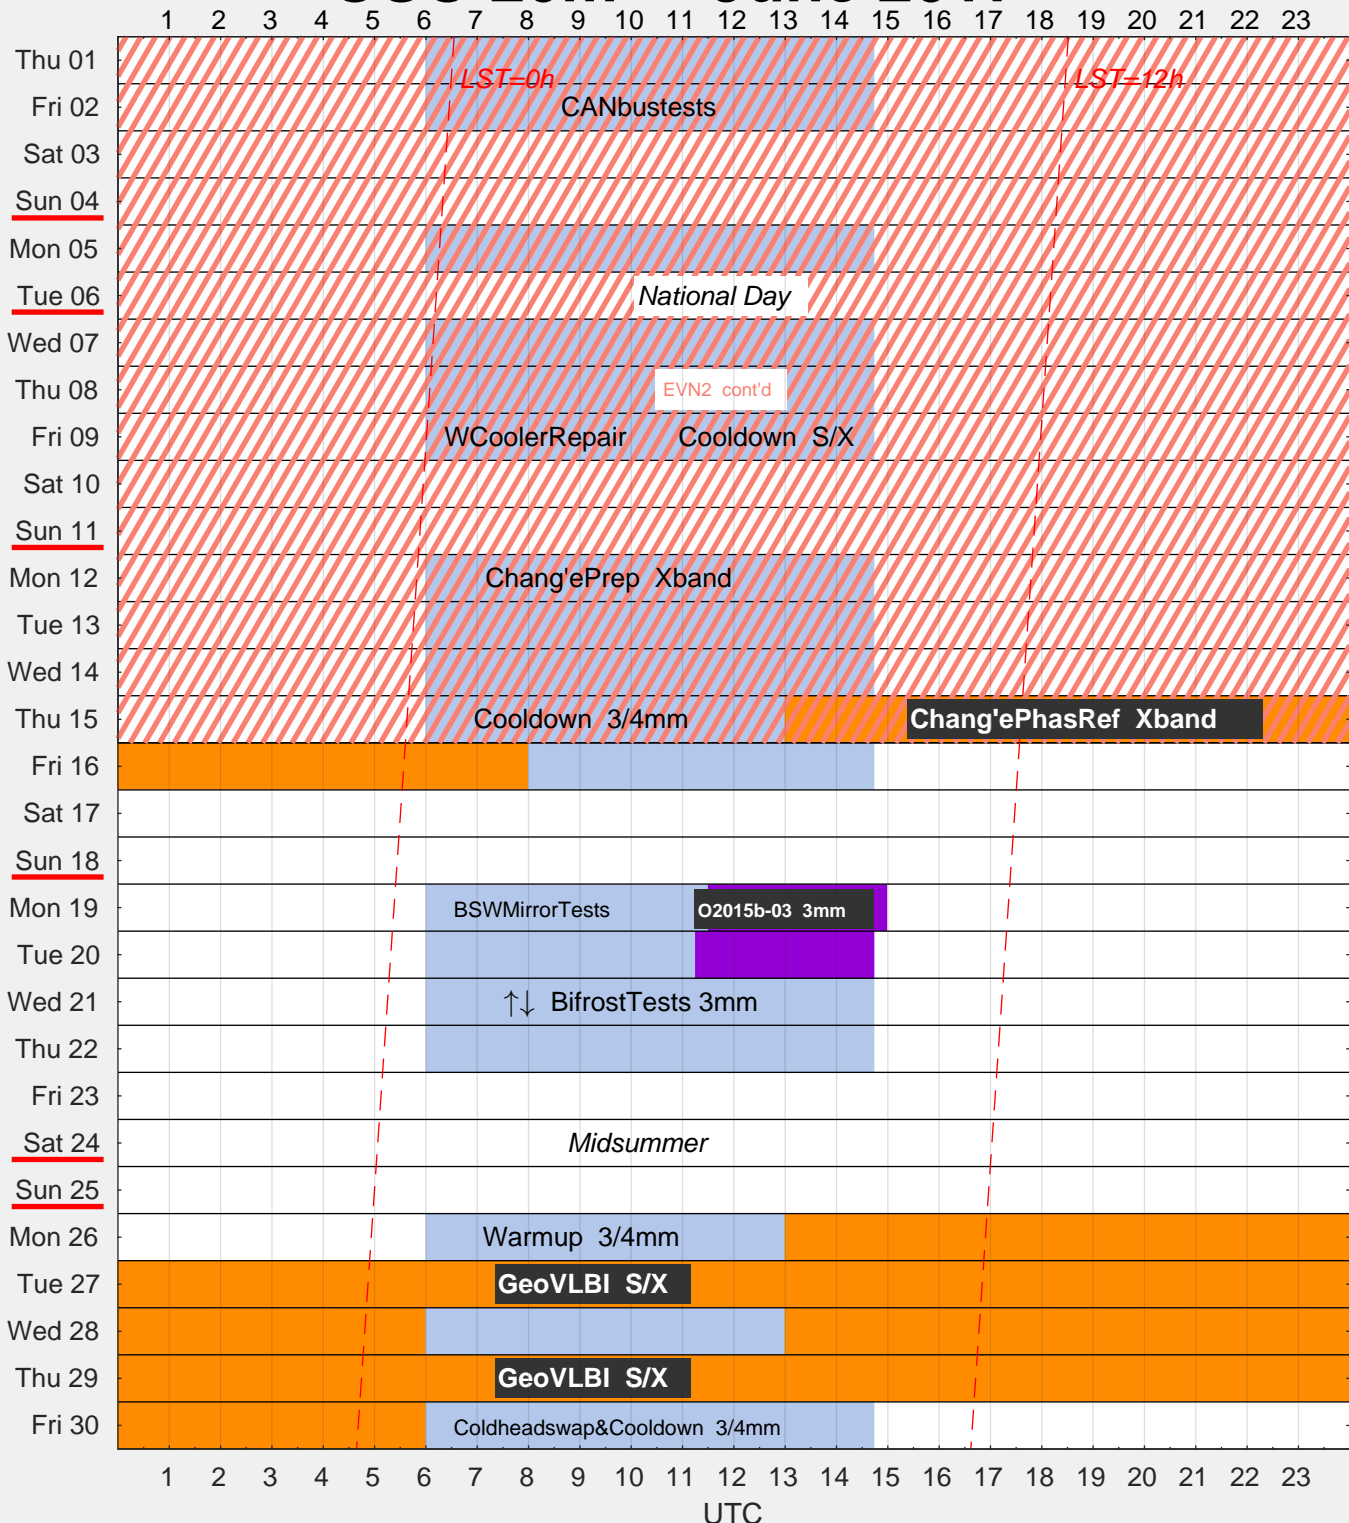 1 2 3 4 5 6 7 8 9 10 11 12 13 14 15 16 17 18 19 20 21 22 23
Thu 01
LST=0h LST=12h
Fri 02 CANbustests
Sat 03
Sun 04
Mon 05
Tue 06 National Day
Wed 07
Thu 08 EVN2 cont'd
Fri 09 WCoolerRepair Cooldown S/X
Sat 10
Sun 11
Mon 12 Chang'ePrep Xband
Tue 13
Wed 14
Thu 15 Cooldown 3/4mm Chang'ePhasRef Xband
Fri 16
Sat 17
Sun 18
Mon 19 BSWMirrorTests O2015b-03 3mm
Tue 20
Wed 21 ↑↓ BifrostTests 3mm
Thu 22
Fri 23
Sat 24 Midsummer
Sun 25
Mon 26 Warmup 3/4mm
Tue 27 GeoVLBI S/X
Wed 28
Thu 29 GeoVLBI S/X
Fri 30 Coldheadswap&Cooldown 3/4mm
1 2 3 4 5 6 7 8 9 10 11 12 13 14 15 16 17 18 19 20 21 22 23
UTC